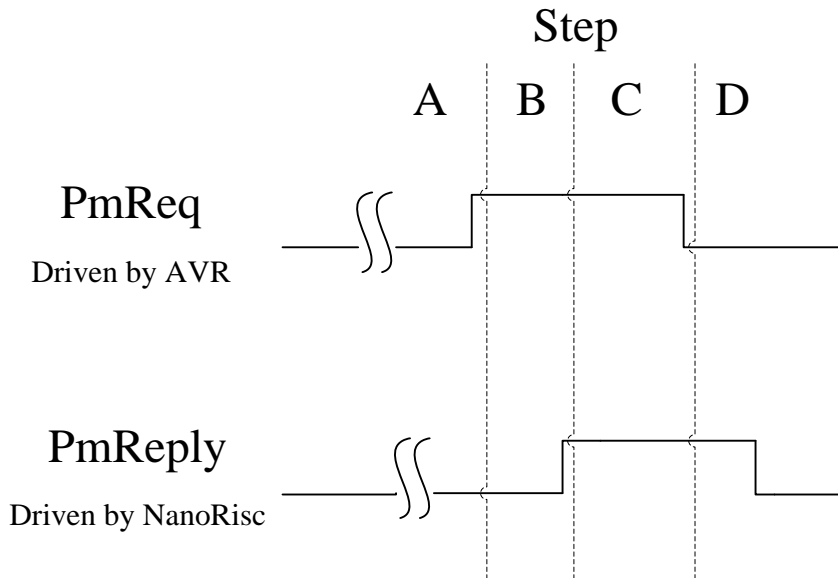 Step
A B C D
PmReq
Driven by AVR
PmReply
Driven by NanoRisc